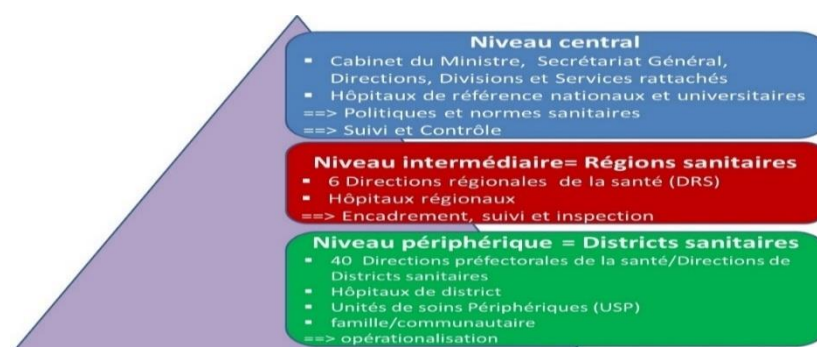 Niveau central
▪ Cabinet du Ministre, Secrétariat Général,
Directions, Divisions et Services rattachés
▪ Hôpitaux de référence nationaux et universitaires
==> Politiques et normes sanitaires
==> Suivi et Contrôle
Niveau intermédiaire= Régions sanitaires
▪ 6 Directions régionales de la santé (DRS)
▪ Hôpitaux régionaux
==> Encadrement, suivi et inspection
Niveau périphérique = Districts sanitaires
▪ 40 Directions préfectorales de la santé/Directions de
Districts sanitaires
▪ Hôpitaux de district
▪ Unités de soins Périphériques (USP)
▪ famille/communautaire
==> opérationalisation